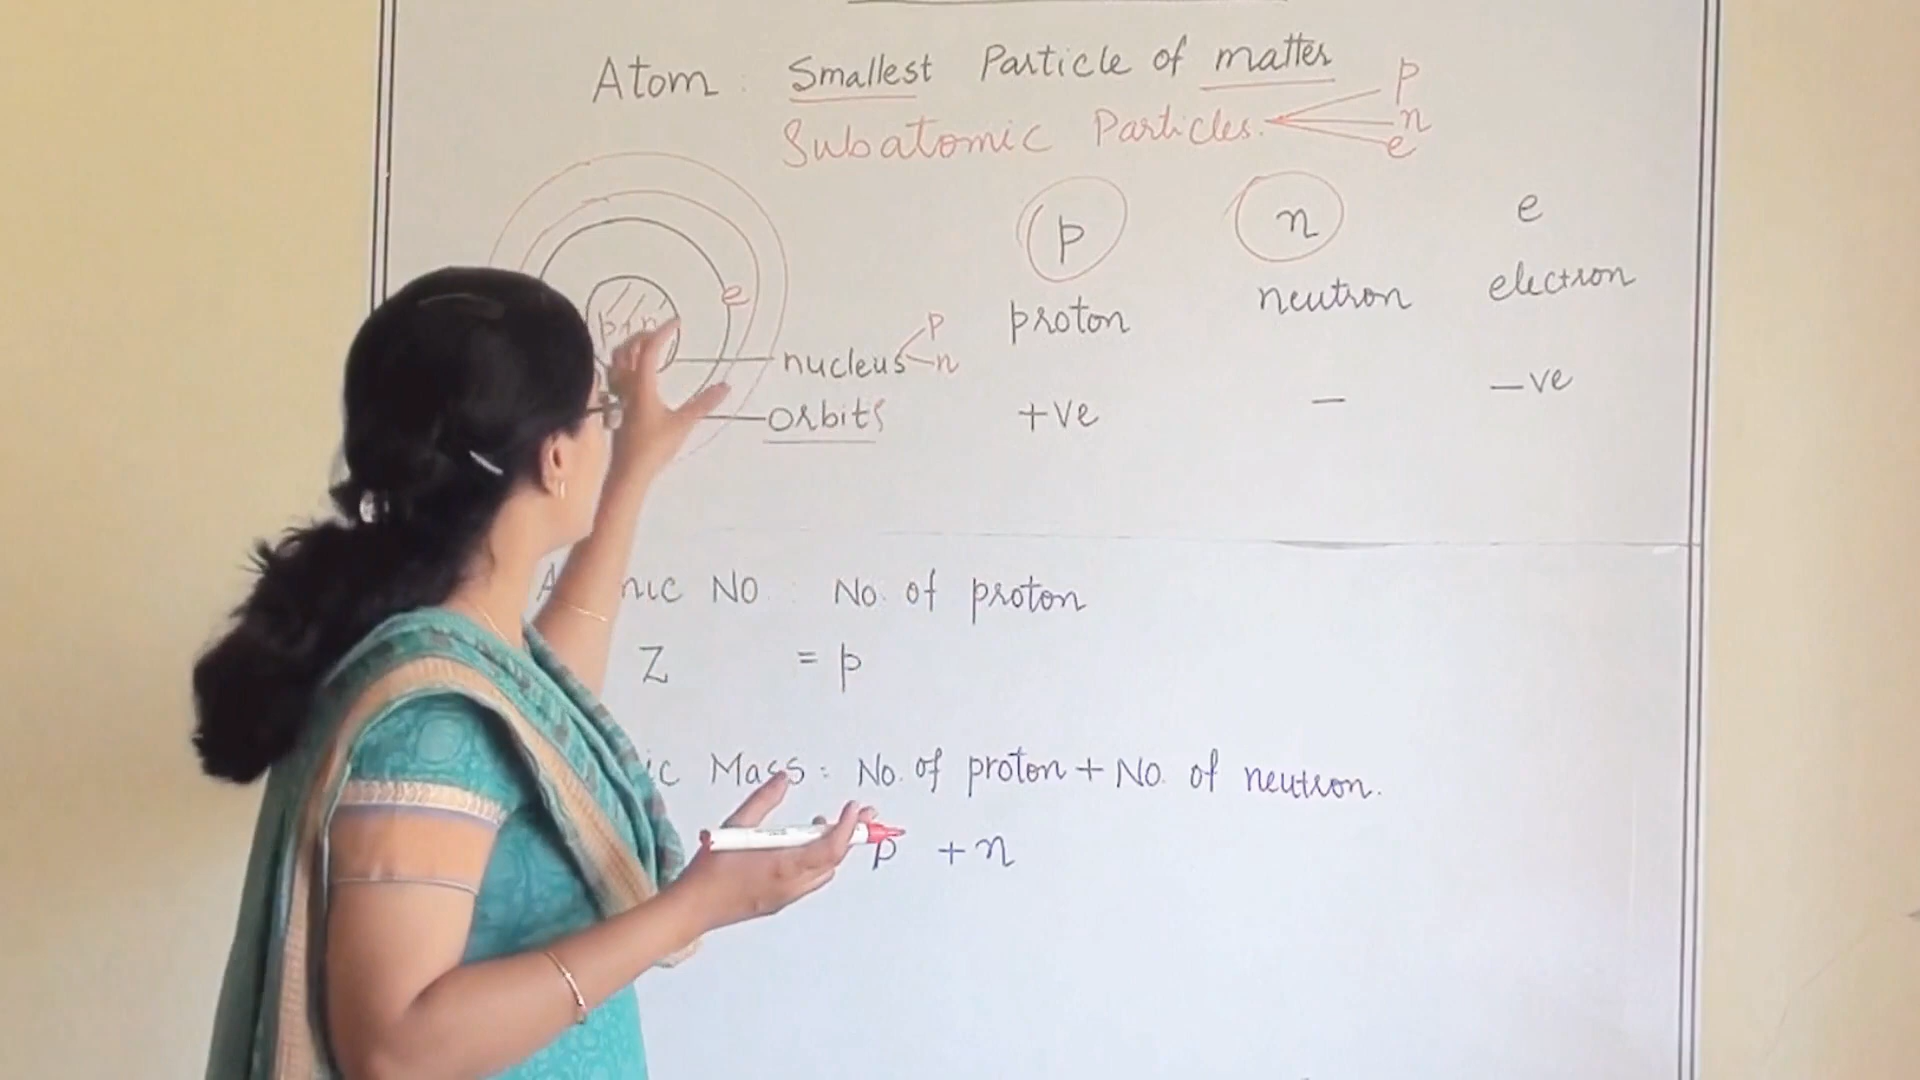 Atom : Smallest Particle of matter
Subatomic Particles. p n e
p n e
proton neutron electron
e
p+n
nucleus p n
orbits
+ve − −ve
No : No. of proton
Z = p
Mass : No. of proton + No. of neutron.
p + n